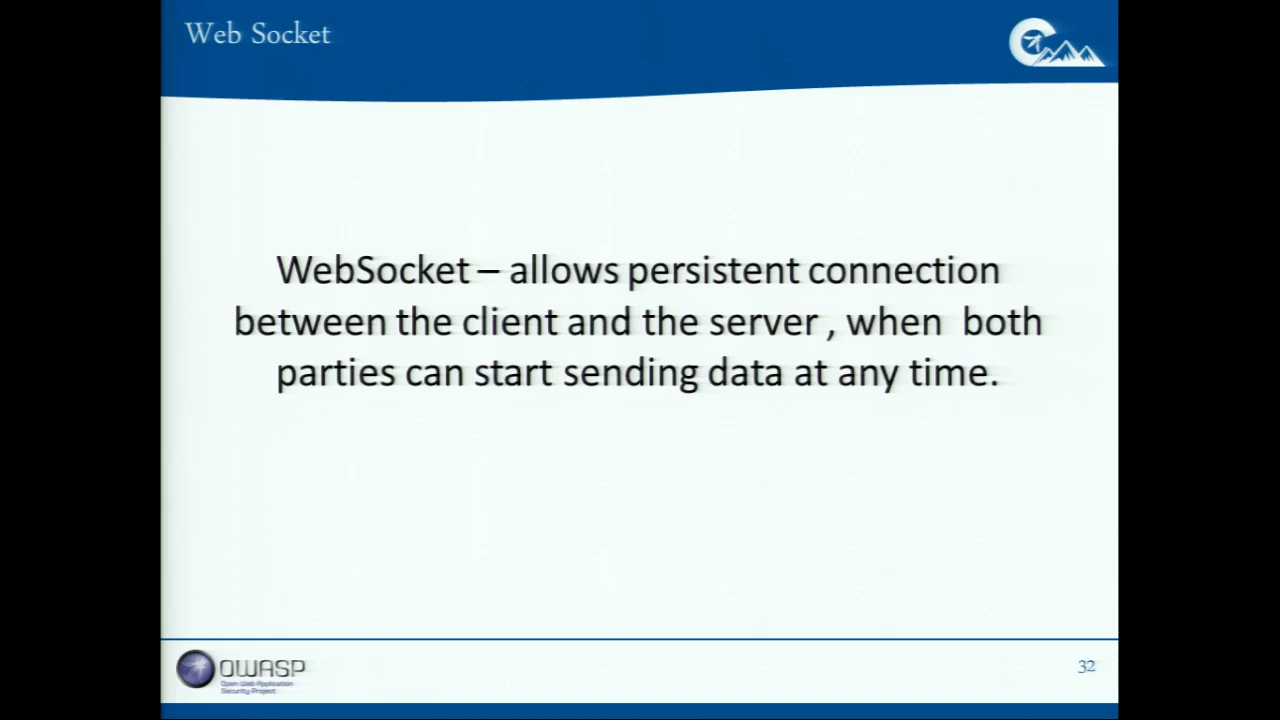 Web Socket
WebSocket – allows persistent connection
between the client and the server , when both
parties can start sending data at any time.
OWASP
Open Web Application
Security Project
32